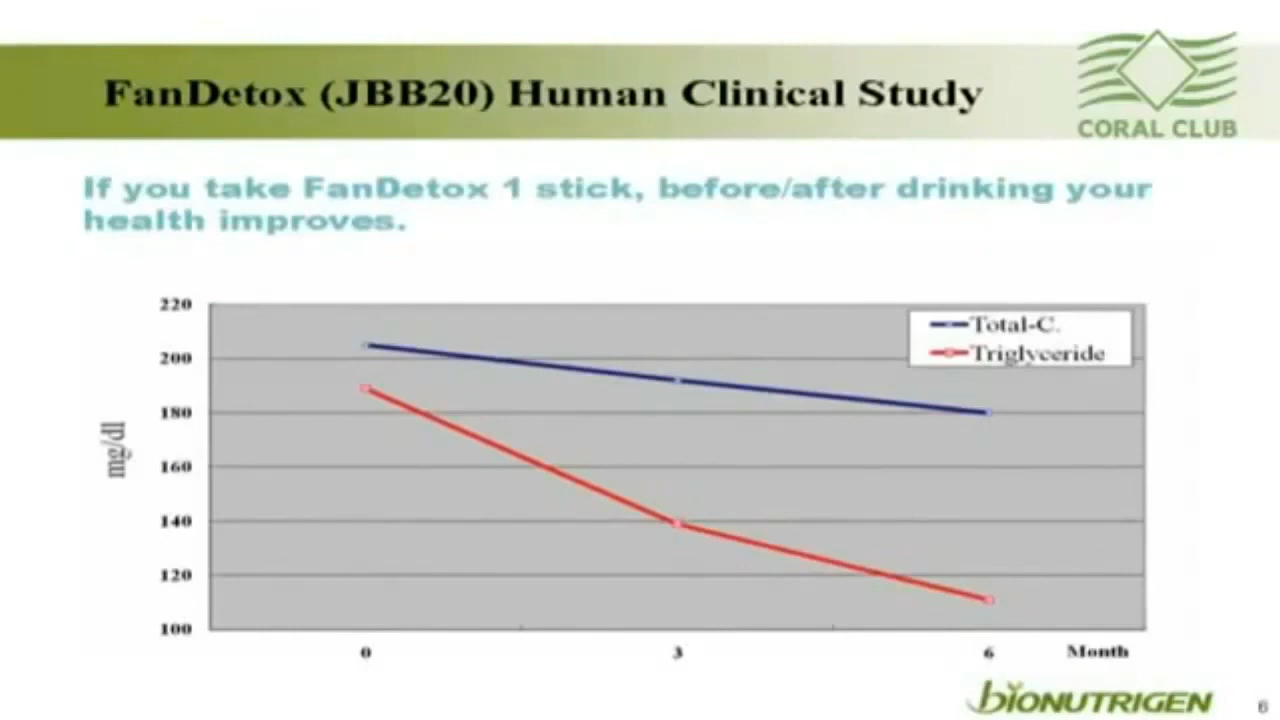 FanDetox (JBB20) Human Clinical Study
CORAL CLUB
If you take FanDetox 1 stick, before/after drinking your
health improves.
220
200
180
160
140
120
100
mg/dl
Total-C.
Triglyceride
0 3 6 Month
BIONUTRIGEN
6